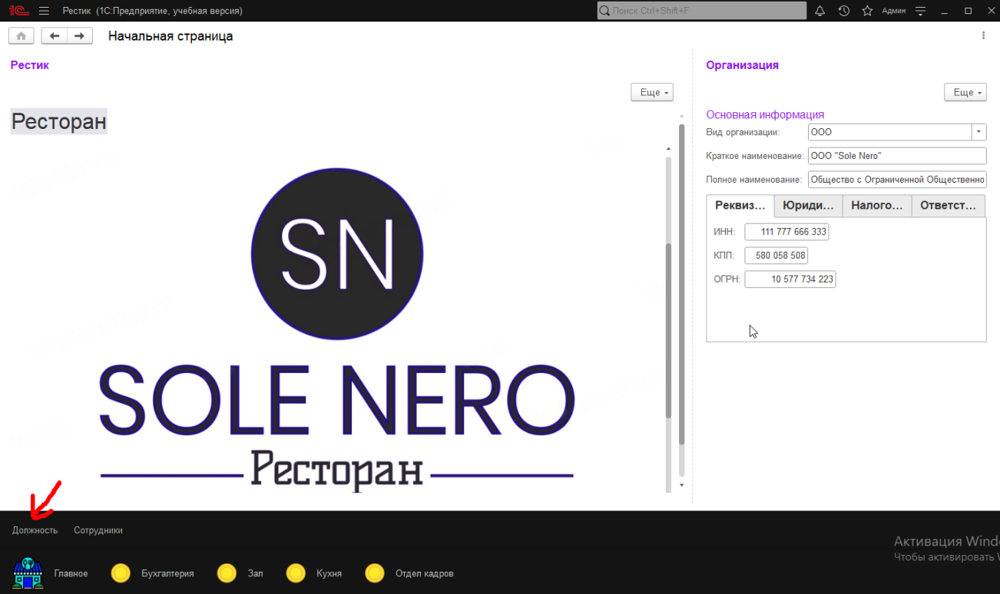 1С Рестик (1С:Предприятие, учебная версия) Поиск Ctrl+Shift+F Админ
Начальная страница
Рестик
Организация
Еще
Еще
Ресторан
Основная информация
Вид организации: ООО
Краткое наименование: ООО "Sole Nero"
Полное наименование: Общество с Ограниченной Общественно
Реквиз... Юриди... Налого... Ответст...
ИНН: 111 777 666 333
КПП: 580 058 508
ОГРН: 10 577 734 223
SN
SOLE NERO
Ресторан
Должность Сотрудники
Активация Wind
Чтобы активировать W
Главное Бухгалтерия Зал Кухня Отдел кадров